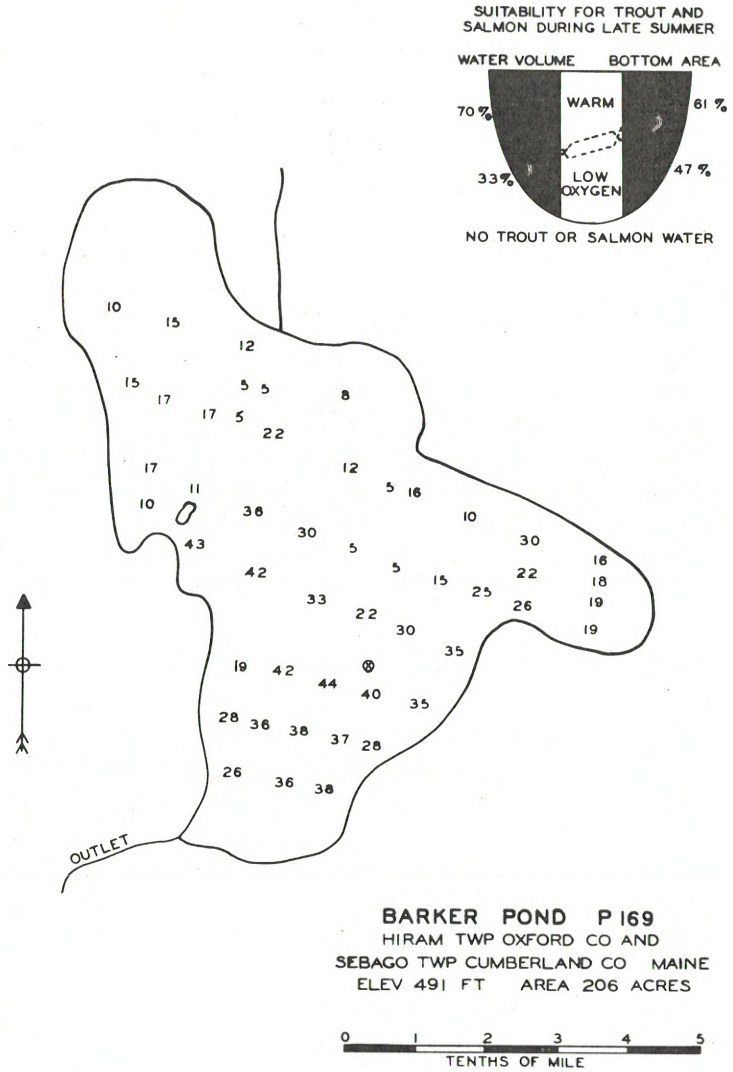 SUITABILITY FOR TROUT AND
SALMON DURING LATE SUMMER
WATER VOLUME BOTTOM AREA
70% WARM 61%
33% LOW 47%
OXYGEN
NO TROUT OR SALMON WATER
10 15
12
15 17 5 5 8
17 5
22
17 12
11 5 16
10 36 10
43 30 5 30
42 5 15 22 16
18
33 22 25 26 19
30 19
35
19 42 44 40 35
28 36 38 37 28
26 36 38
OUTLET
BARKER POND P 169
HIRAM TWP OXFORD CO AND
SEBAGO TWP CUMBERLAND CO MAINE
ELEV 491 FT AREA 206 ACRES
0 1 2 3 4 5
TENTHS OF MILE